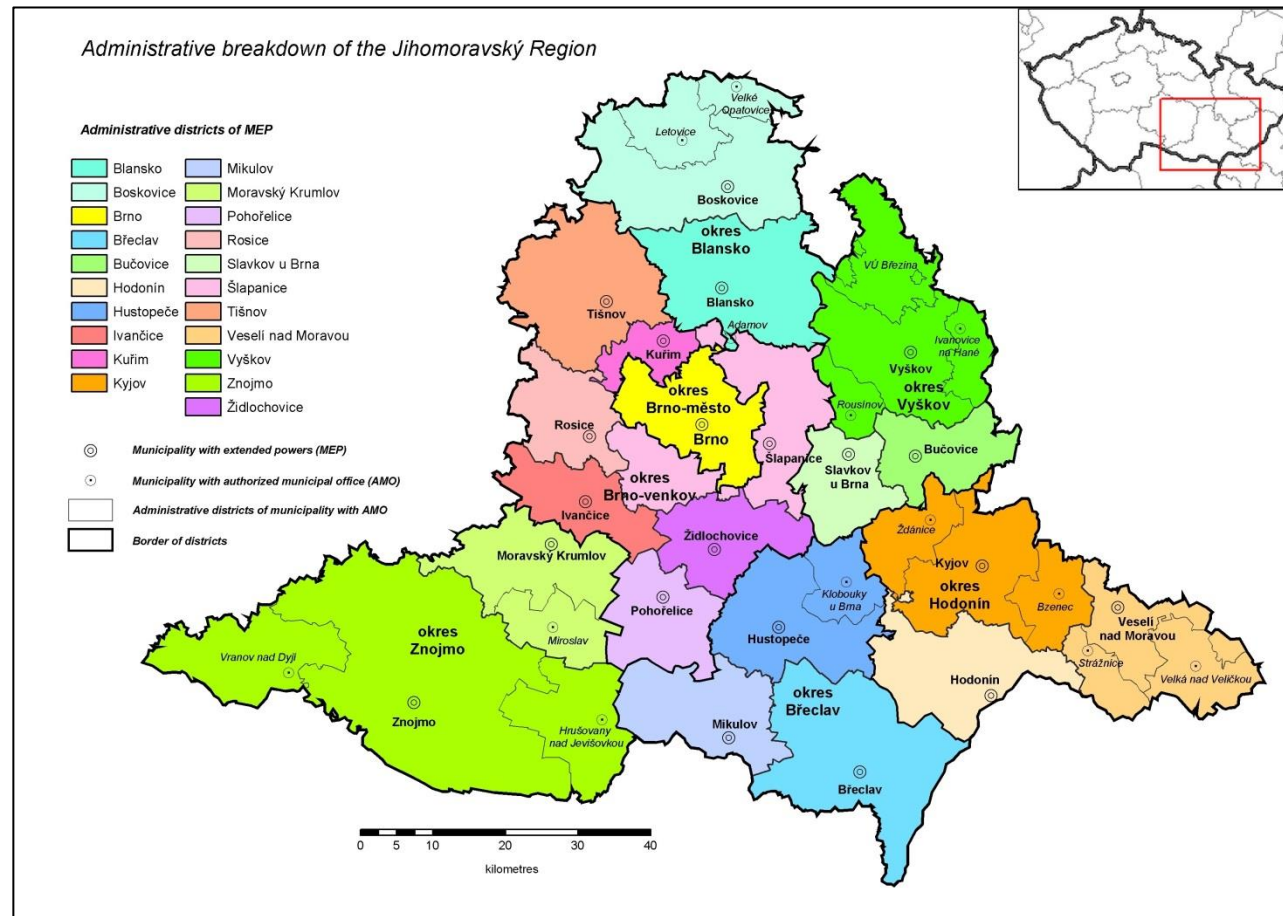 Administrative breakdown of the Jihomoravský Region
Administrative districts of MEP
Blansko
Boskovice
Brno
Břeclav
Bučovice
Hodonín
Hustopeče
Ivančice
Kuřim
Kyjov
Mikulov
Moravský Krumlov
Pohořelice
Rosice
Slavkov u Brna
Šlapanice
Tišnov
Veselí nad Moravou
Vyškov
Znojmo
Židlochovice
Municipality with extended powers (MEP)
Municipality with authorized municipal office (AMO)
Administrative districts of municipality with AMO
Border of districts
Velké
Opatovice
Letovice
Boskovice
okres
Blansko
Blansko
Adamov
VÚ Březina
Ivanovice
na Hané
Vyškov
okres
Vyškov
Rousínov
Tišnov
Kuřim
okres
Brno-město
Brno
Rosice
Šlapanice
Slavkov
u Brna
Bučovice
okres
Brno-venkov
Ivančice
Židlochovice
Moravský Krumlov
Ždánice
Kyjov
okres
Hodonín
Bzenec
Veselí
nad Moravou
Strážnice
Velká nad Veličkou
Pohořelice
Klobouky
u Brna
Hustopeče
Miroslav
okres
Znojmo
Vranov nad Dyjí
Znojmo
Hrušovany
nad Jevišovkou
Mikulov
okres
Břeclav
Břeclav
Hodonín
0 5 10 20 30 40
kilometres